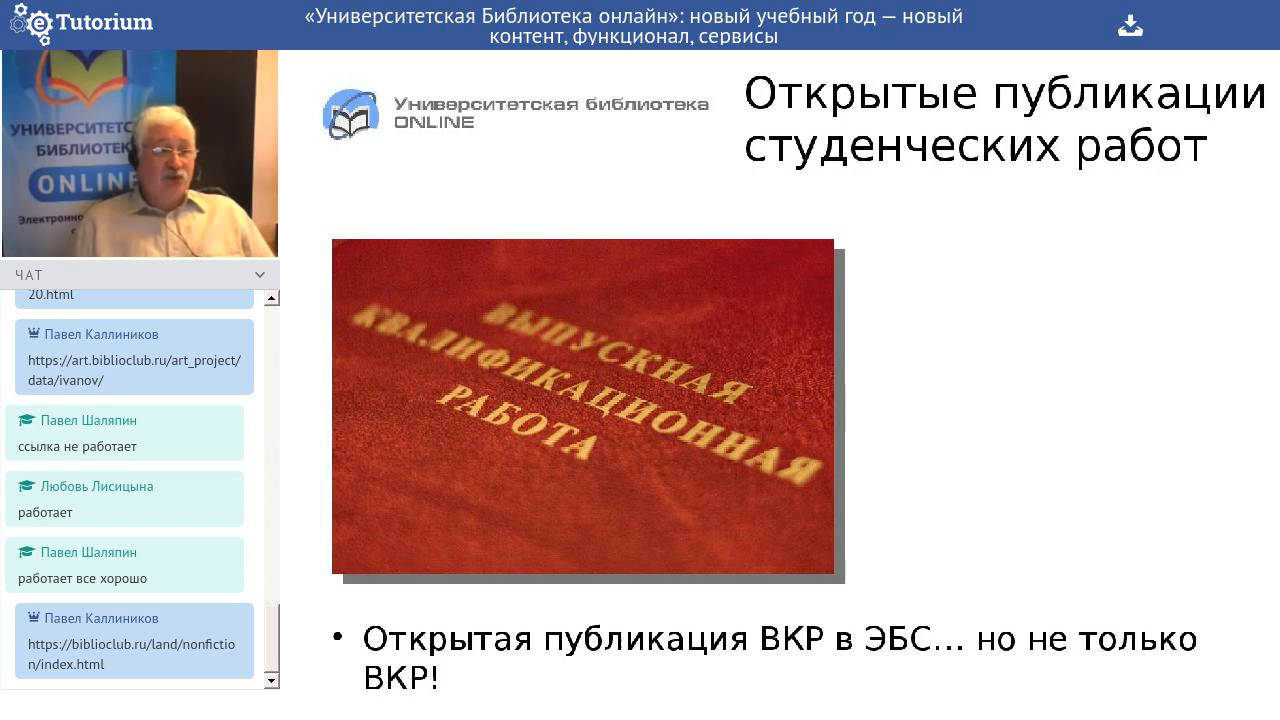 Tutorium
«Университетская Библиотека онлайн»: новый учебный год — новый
контент, функционал, сервисы
УНИВЕРСИТЕТС
БИБЛИОТЕК
ONLINE
Электронно
ЧАТ
20.html
Павел Каллиников
https://art.biblioclub.ru/art_project/
data/ivanov/
Павел Шаляпин
ссылка не работает
Любовь Лисицына
работает
Павел Шаляпин
работает все хорошо
Павел Каллиников
https://biblioclub.ru/land/nonfictio
n/index.html
Университетская библиотека
ONLINE
Открытые публикации
студенческих работ
ВЫПУСКНАЯ
КВАЛИФИКАЦИОННАЯ
РАБОТА
• Открытая публикация ВКР в ЭБС... но не только
ВКР!